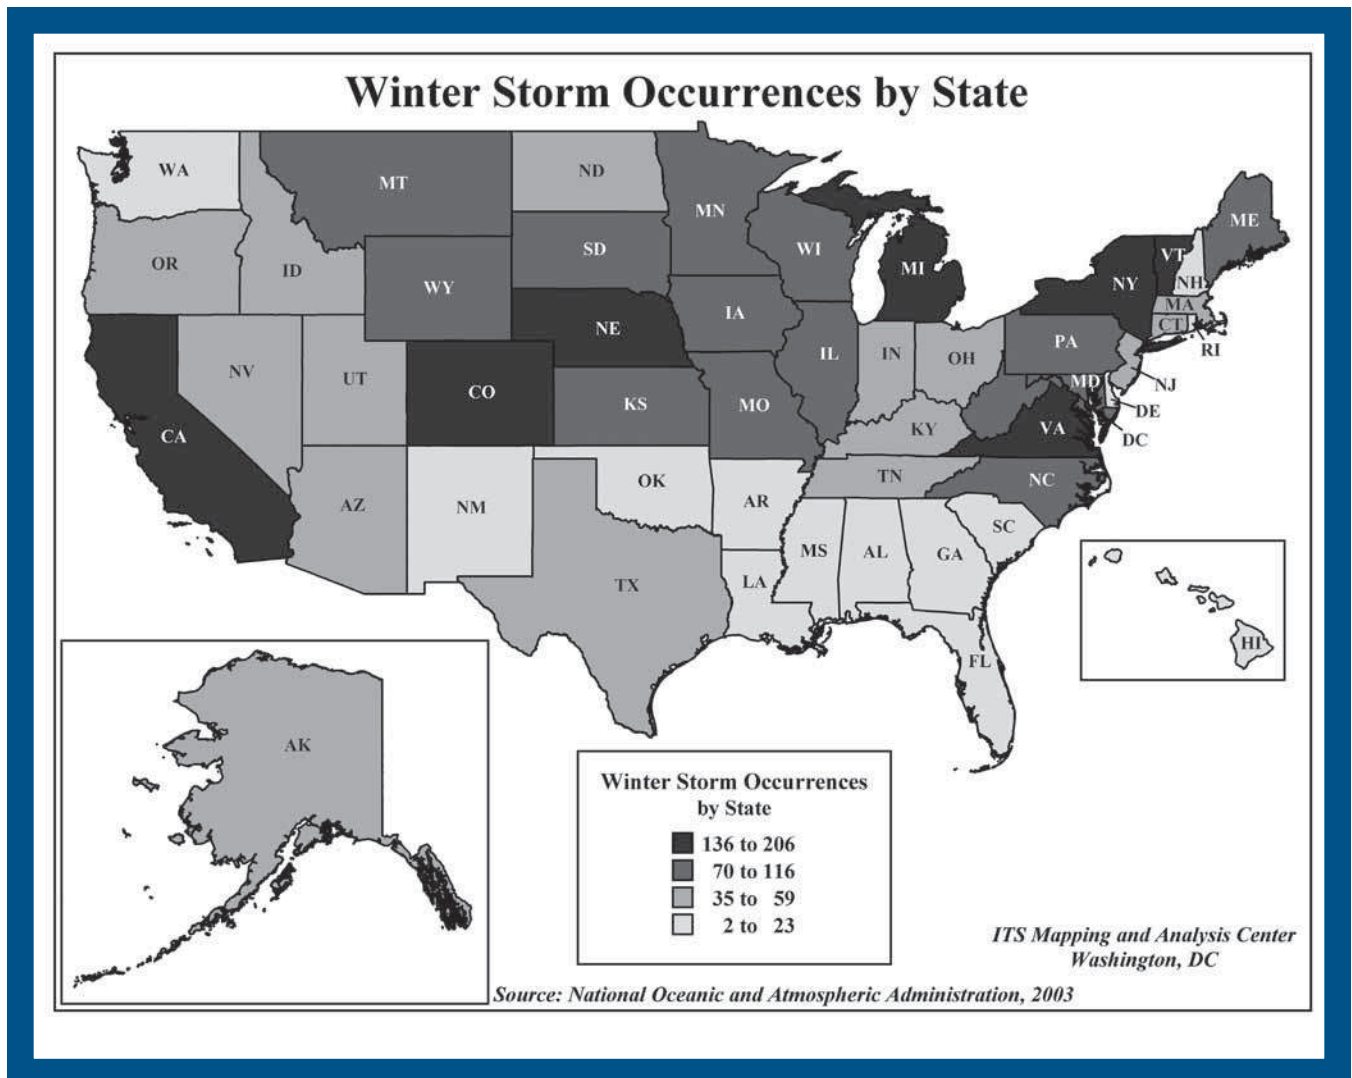 Winter Storm Occurrences by State
WA
MT
ND
MN
ME
OR
ID
SD
WI
MI
VT
NH
NY
WY
MA
NE
IA
CT
RI
NV
UT
CO
KS
MO
IL
IN
OH
PA
NJ
MD
DE
DC
CA
KY
VA
AZ
NM
OK
AR
TN
NC
SC
TX
LA
MS
AL
GA
FL
HI
AK
Winter Storm Occurrences
by State
136 to 206
70 to 116
35 to 59
2 to 23
ITS Mapping and Analysis Center
Washington, DC
Source: National Oceanic and Atmospheric Administration, 2003